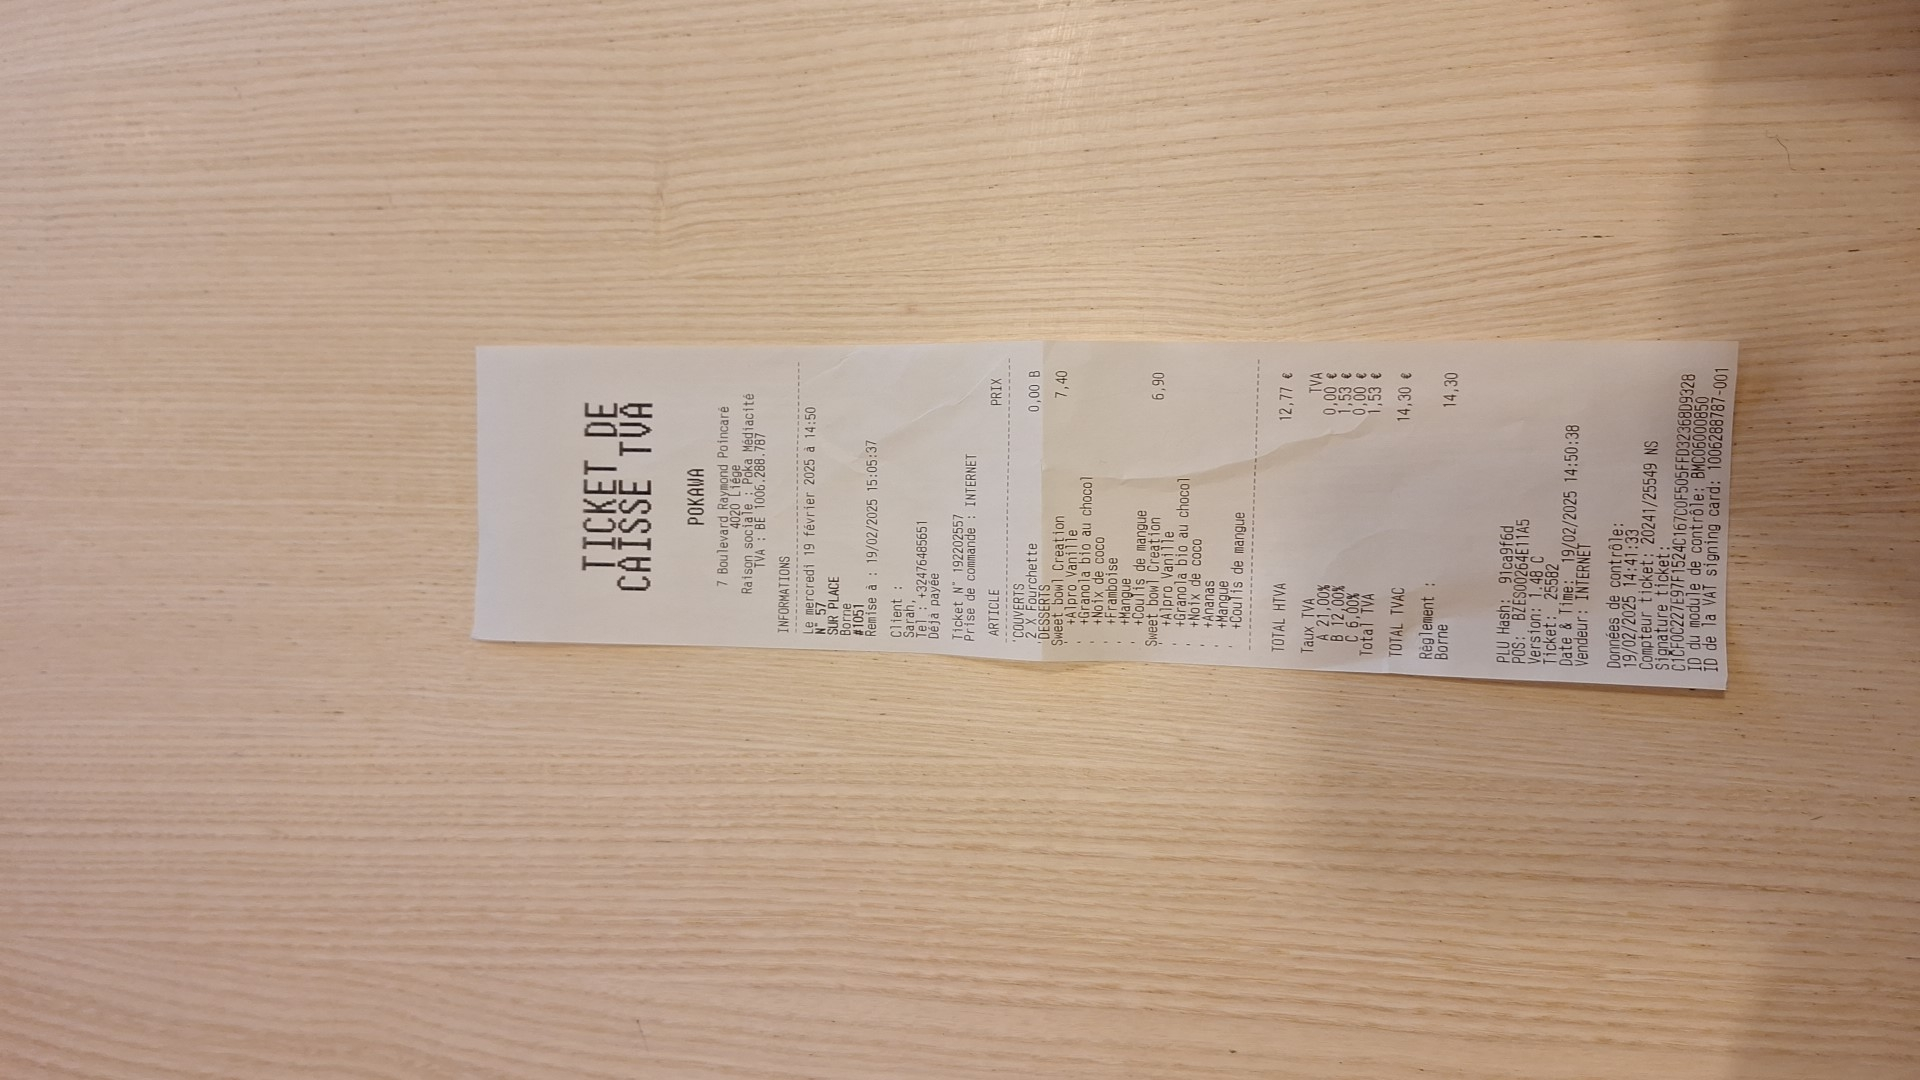 TICKET DE
CAISSE TVA
POKAWA
7 Boulevard Raymond Poincaré
4020 Liège
Raison sociale : Poka Médiacité
TVA : BE 1006.288.787
INFORMATIONS
Le mercredi 19 février 2025 à 14:50
N° 57
SUR PLACE
Borne
#1051
Remise à : 19/02/2025 15:05:37
Client :
Sarah,
Tel : +32476485651
Déjà payée
Ticket N° 192202557
Prise de commande : INTERNET
ARTICLE PRIX
'COUVERTS
2 x Fourchette 0,00 B
'DESSERTS
Sweet bowl Creation 7,40
. +Alpro Vanille
. +Granola bio au chocol
. +Noix de coco
. +Framboise
. +Mangue
. +Coulis de mangue
Sweet bowl Creation 6,90
. +Alpro Vanille
. +Granola bio au chocol
. +Noix de coco
. +Ananas
. +Mangue
. +Coulis de mangue
TOTAL HTVA 12,77 €
Taux TVA TVA
A 21,00% 0,00 €
B 12,00% 1,53 €
C 6,00% 0,00 €
Total TVA 1,53 €
TOTAL TVAC 14,30 €
Règlement :
Borne 14,30
PLU Hash: 91ca9f6d
POS: BZES00264E11A5
Version: 1.48 C
Ticket: 25582
Date & Time: 19/02/2025 14:50:38
Vendeur: INTERNET
Données de contrôle:
19/02/2025 14:41:33
Compteur ticket: 20241/25549 NS
Signature ticket:
C1CF0C227E97F1524C167C0F505FFD3236BD932B
ID du module de contrôle: BMC06000850
ID de la VAT signing card: 1006288787-001